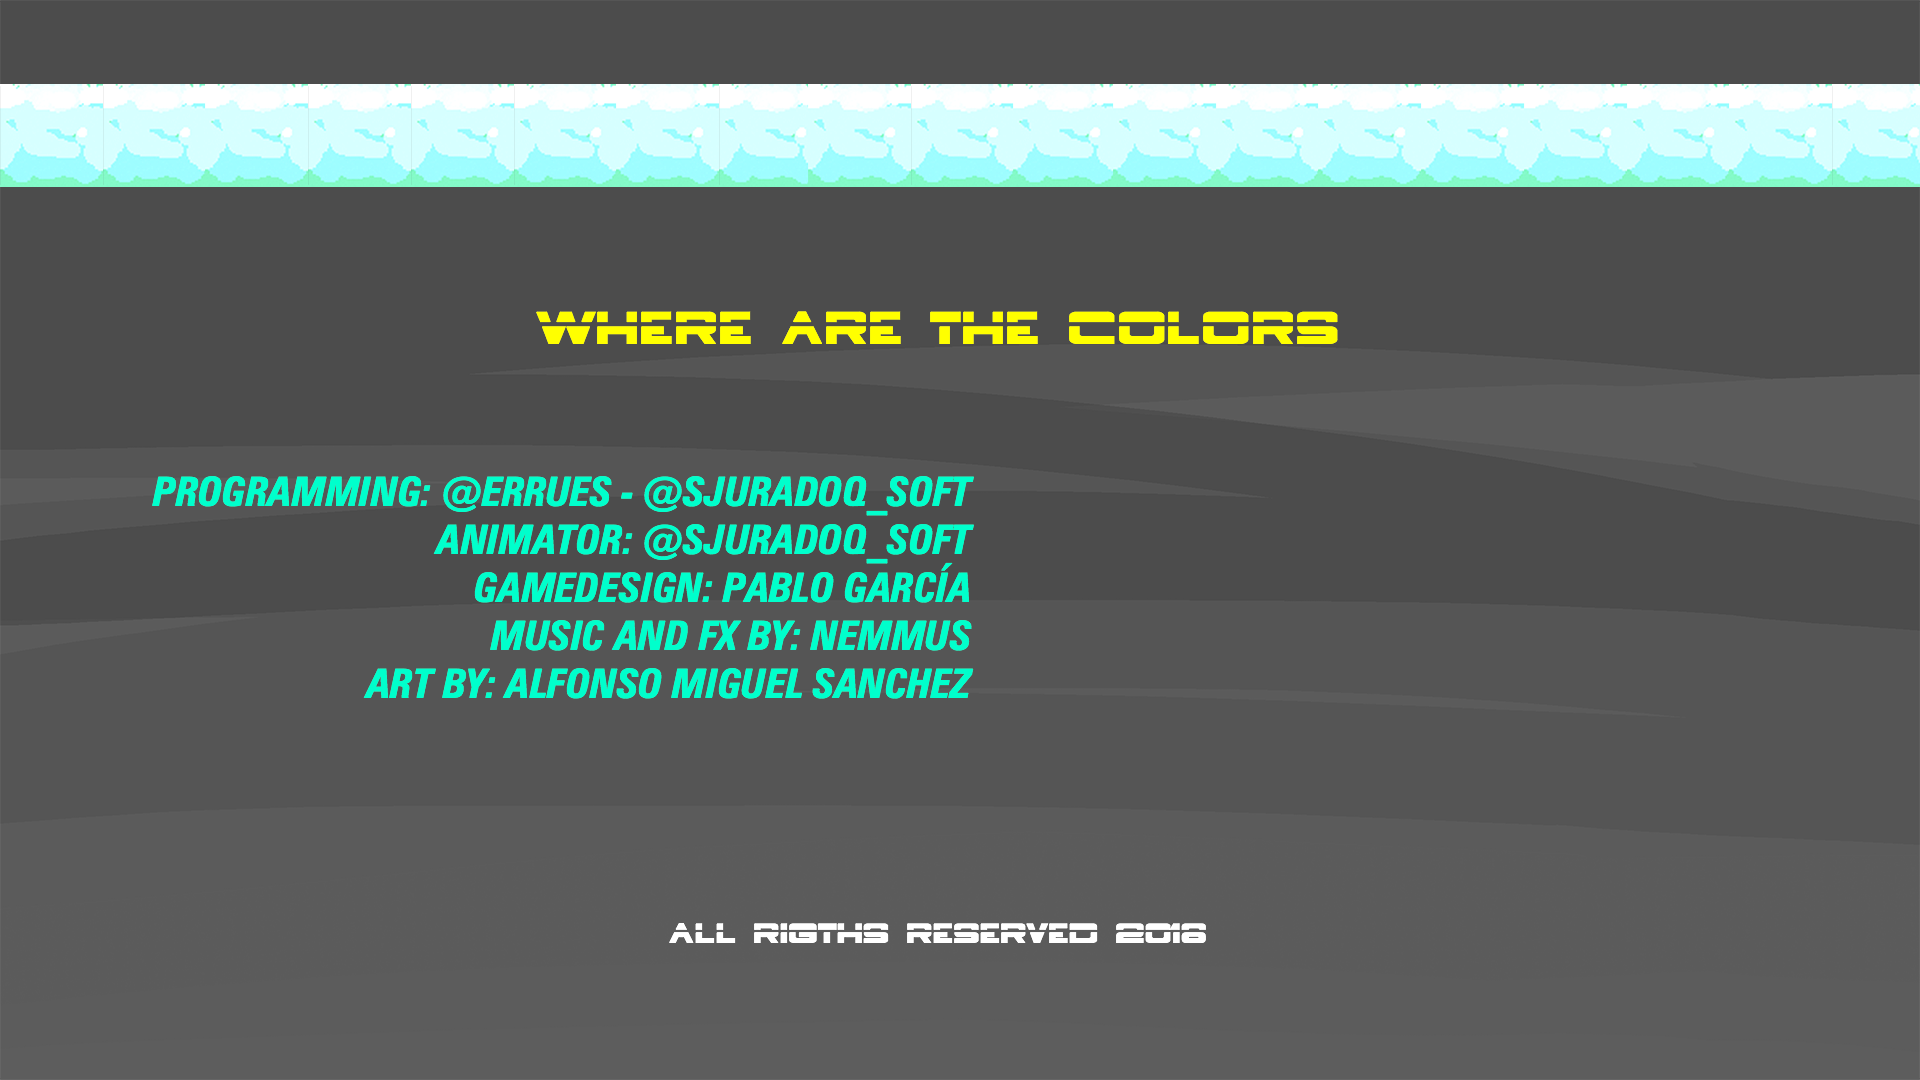 WHERE ARE THE COLORS
PROGRAMMING: @ERRUES - @SJURADOQ_SOFT
ANIMATOR: @SJURADOQ_SOFT
GAMEDESIGN: PABLO GARCÍA
MUSIC AND FX BY: NEMMUS
ART BY: ALFONSO MIGUEL SANCHEZ
ALL RIGTHS RESERVED 2018